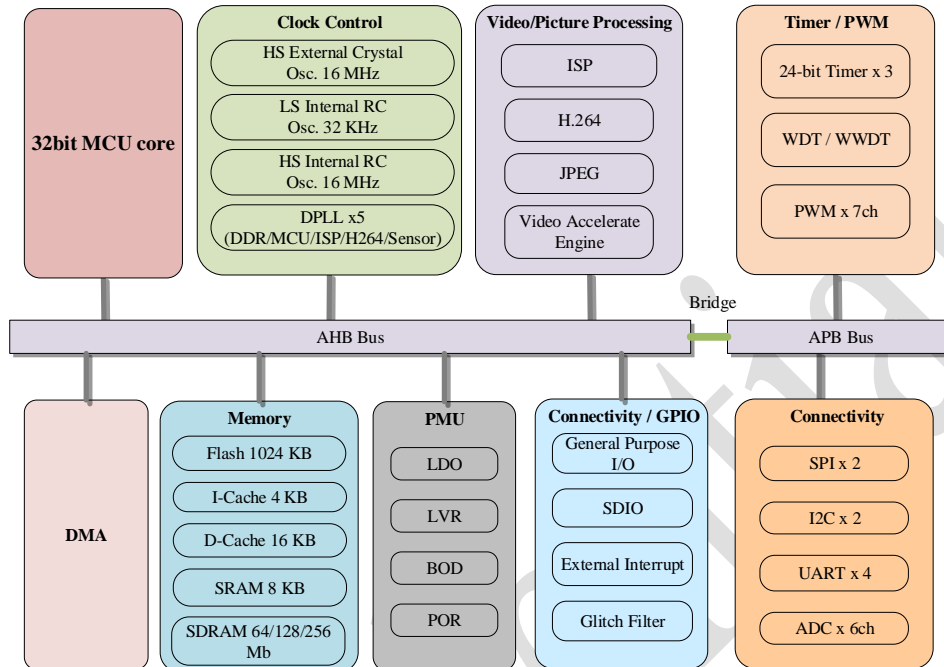 Clock Control
HS External Crystal
Osc. 16 MHz
LS Internal RC
Osc. 32 KHz
HS Internal RC
Osc. 16 MHz
DPLL x5
(DDR/MCU/ISP/H264/Sensor)
32bit MCU core
Video/Picture Processing
ISP
H.264
JPEG
Video Accelerate
Engine
Timer / PWM
24-bit Timer x 3
WDT / WWDT
PWM x 7ch
Bridge
AHB Bus
APB Bus
DMA
Memory
Flash 1024 KB
I-Cache 4 KB
D-Cache 16 KB
SRAM 8 KB
SDRAM 64/128/256
Mb
PMU
LDO
LVR
BOD
POR
Connectivity / GPIO
General Purpose
I/O
SDIO
External Interrupt
Glitch Filter
Connectivity
SPI x 2
I2C x 2
UART x 4
ADC x 6ch